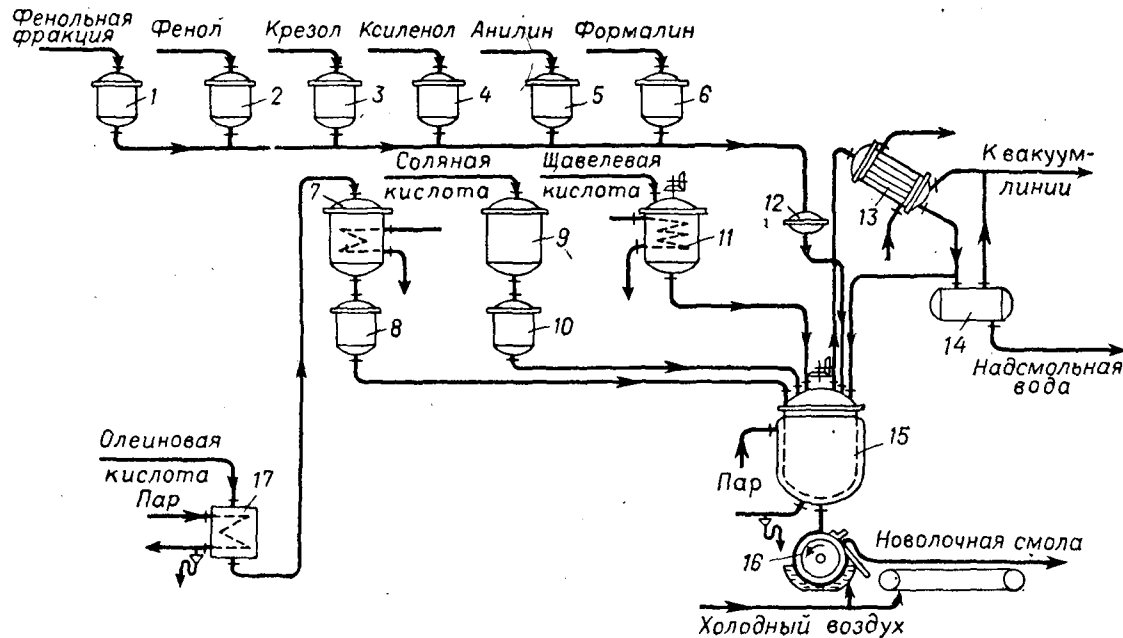 Фенольная
фракция
Фенол
Крезол
Ксиленол
Анилин
Формалин
1
2
3
4
5
6
Соляная
кислота
Щавелевая
кислота
К вакуум-
линии
7
9
11
12
13
8
10
14
Надсмольная
вода
15
Олеиновая
кислота
Пар
17
Пар
16
Новолочная смола
Холодный воздух